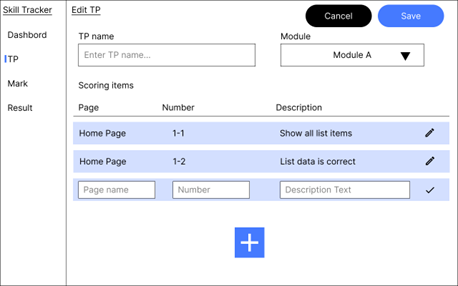 Skill Tracker
Edit TP
Cancel
Save
Dashbord
TP
Mark
Result
TP name
Module
Enter TP name...
Module A
Scoring items
Page Number Description
Home Page 1-1 Show all list items
Home Page 1-2 List data is correct
Page name Number Description Text